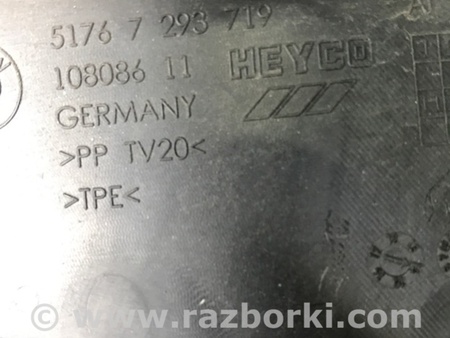 5176 7 293 719
108086 11 HEYCO
GERMANY
>PP TV20<
>TPE<
www.razborki.com